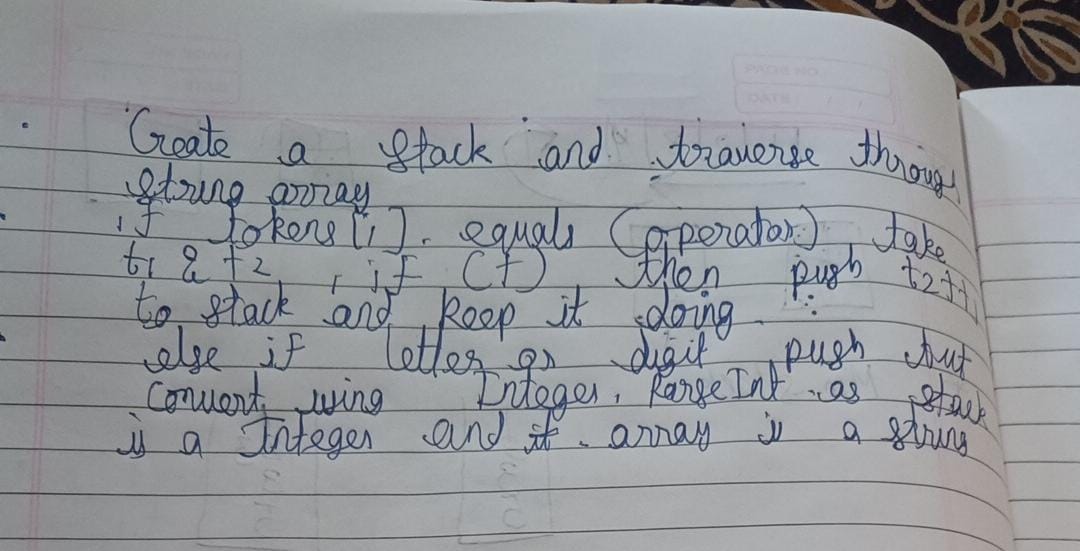 Create a stack and traverse through
string array
if tokens[i]. equals (operator) take
t1 & t2 , if (+) then push t2+t1
to stack and keep it doing.
else if letter or digit push but
convert using Integer. ParseInt as stack
is a Integer and it. array is a string
PAGE NO.
DATE / /